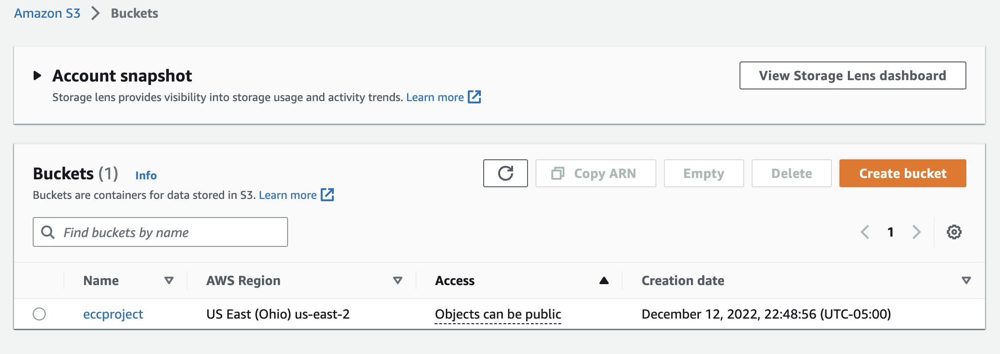 Amazon S3 > Buckets
Account snapshot
View Storage Lens dashboard
Storage lens provides visibility into storage usage and activity trends. Learn more
Buckets (1) Info
Copy ARN Empty Delete Create bucket
Buckets are containers for data stored in S3. Learn more
Find buckets by name
1
Name AWS Region Access Creation date
eccproject US East (Ohio) us-east-2 Objects can be public December 12, 2022, 22:48:56 (UTC-05:00)